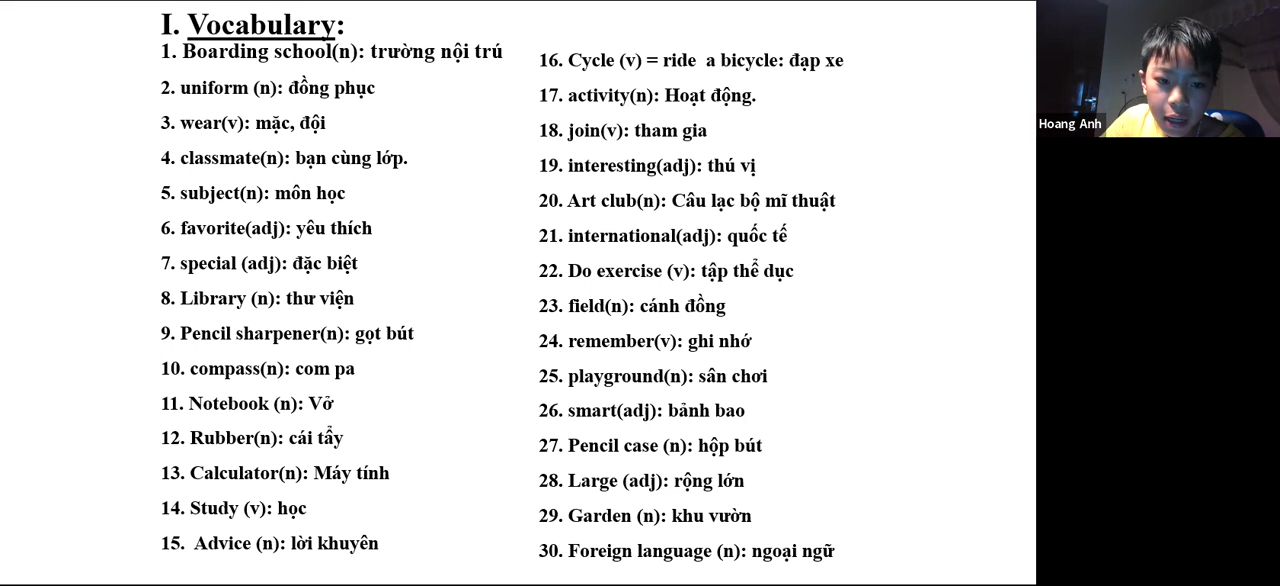 I. Vocabulary:
1. Boarding school(n): trường nội trú
2. uniform (n): đồng phục
3. wear(v): mặc, đội
4. classmate(n): bạn cùng lớp.
5. subject(n): môn học
6. favorite(adj): yêu thích
7. special (adj): đặc biệt
8. Library (n): thư viện
9. Pencil sharpener(n): gọt bút
10. compass(n): com pa
11. Notebook (n): Vở
12. Rubber(n): cái tẩy
13. Calculator(n): Máy tính
14. Study (v): học
15. Advice (n): lời khuyên
16. Cycle (v) = ride a bicycle: đạp xe
17. activity(n): Hoạt động.
18. join(v): tham gia
19. interesting(adj): thú vị
20. Art club(n): Câu lạc bộ mĩ thuật
21. international(adj): quốc tế
22. Do exercise (v): tập thể dục
23. field(n): cánh đồng
24. remember(v): ghi nhớ
25. playground(n): sân chơi
26. smart(adj): bảnh bao
27. Pencil case (n): hộp bút
28. Large (adj): rộng lớn
29. Garden (n): khu vườn
30. Foreign language (n): ngoại ngữ
Hoang Anh